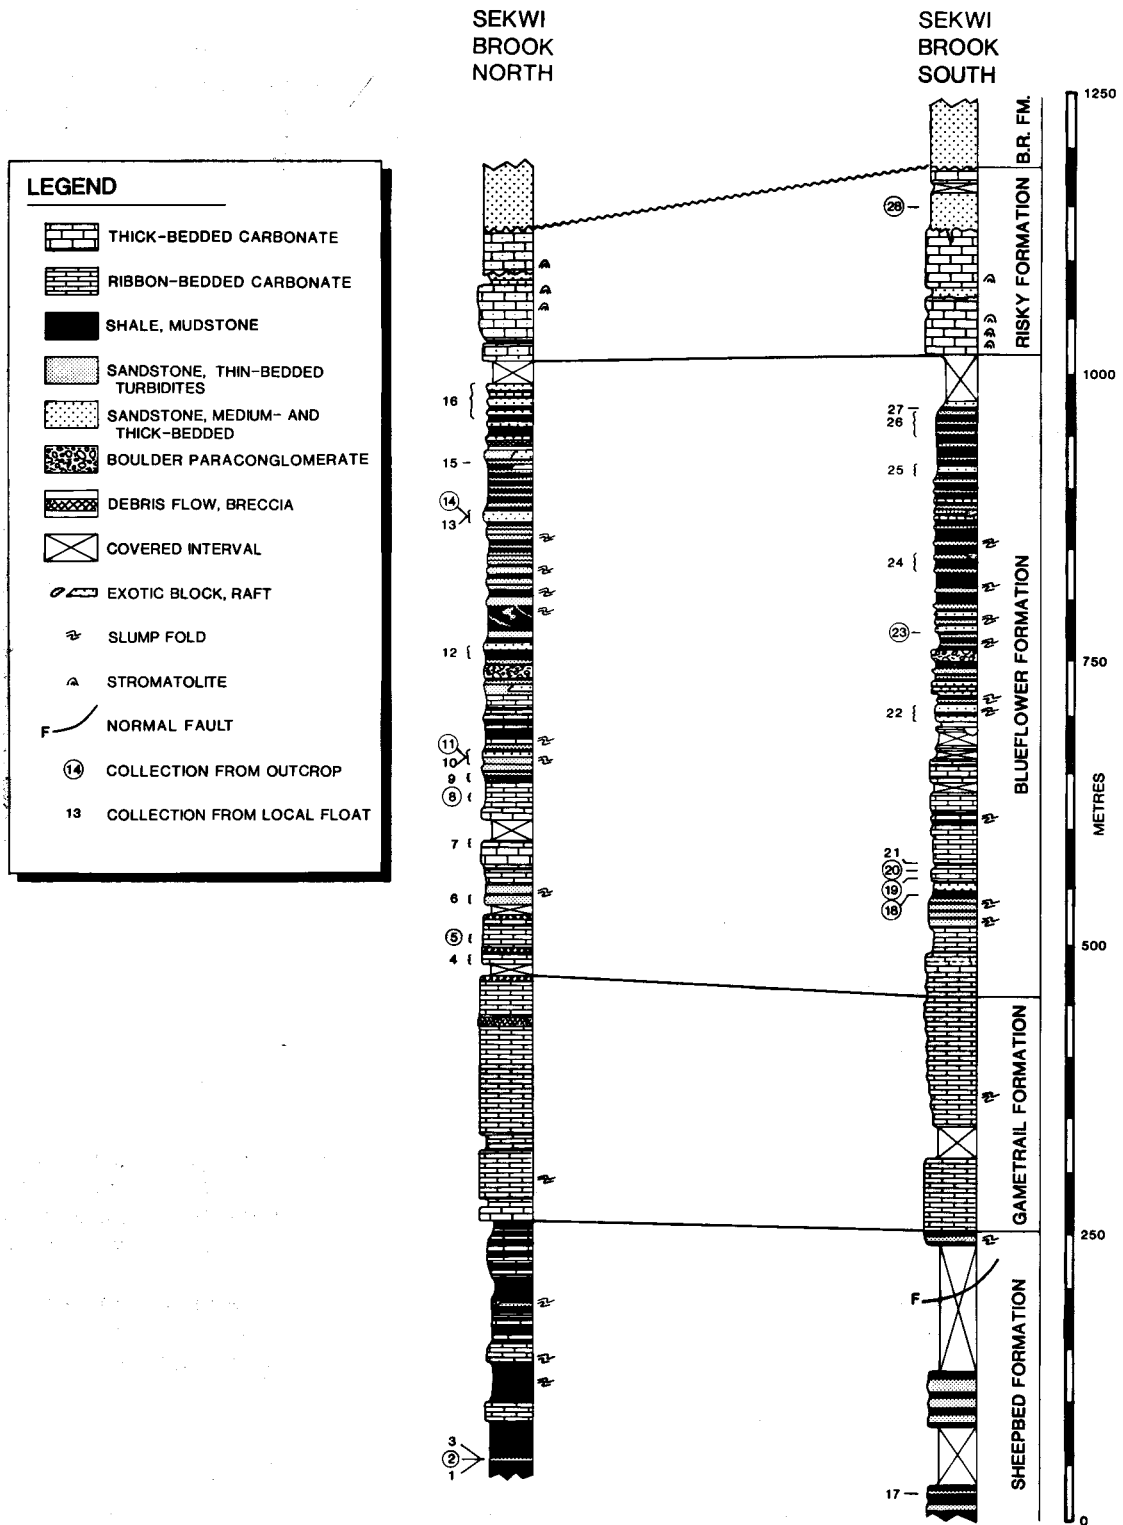 SEKWI
BROOK
NORTH
SEKWI
BROOK
SOUTH
LEGEND
THICK-BEDDED CARBONATE
RIBBON-BEDDED CARBONATE
SHALE, MUDSTONE
SANDSTONE, THIN-BEDDED
TURBIDITES
SANDSTONE, MEDIUM- AND
THICK-BEDDED
BOULDER PARACONGLOMERATE
DEBRIS FLOW, BRECCIA
COVERED INTERVAL
EXOTIC BLOCK, RAFT
SLUMP FOLD
STROMATOLITE
F NORMAL FAULT
14 COLLECTION FROM OUTCROP
13 COLLECTION FROM LOCAL FLOAT
16
15
14
13
12
11
10
9
8
7
6
5
4
3
2
1
28
27
26
25
24
23
22
21
20
19
18
F
17
B.R. FM.
RISKY FORMATION
BLUEFLOWER FORMATION
GAMETRAIL FORMATION
SHEEPBED FORMATION
1250
1000
750
METRES
500
250
0